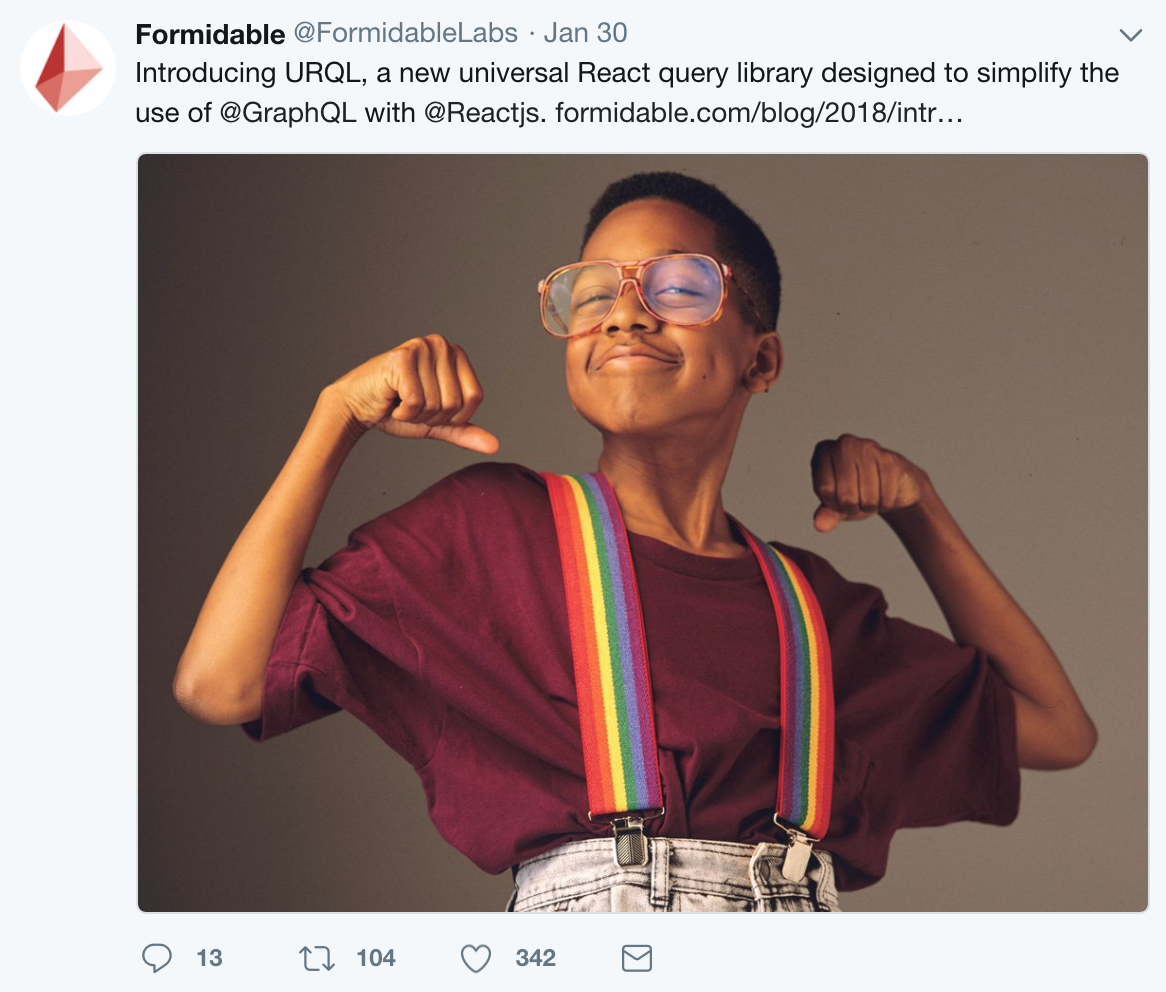 Formidable @FormidableLabs · Jan 30
Introducing URQL, a new universal React query library designed to simplify the
use of @GraphQL with @Reactjs. formidable.com/blog/2018/intr…
13 104 342